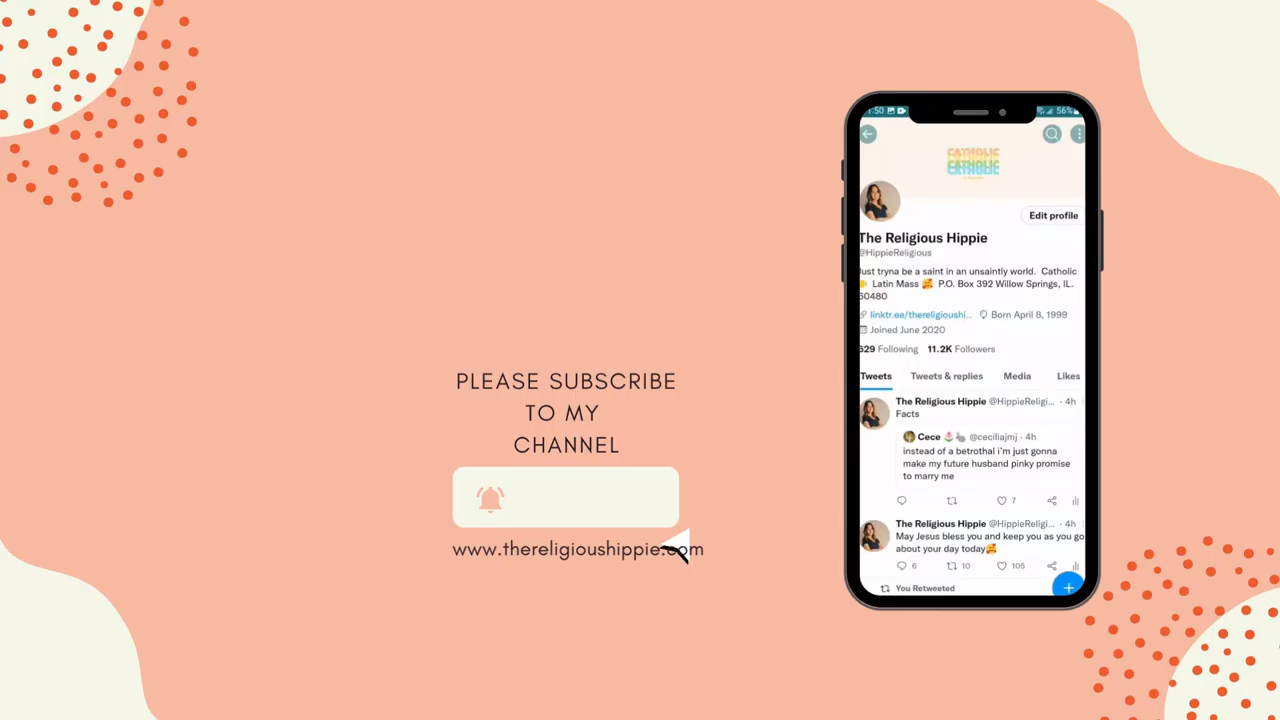 PLEASE SUBSCRIBE
TO MY
CHANNEL
www.thereligioushippie.com
:50
56%
CATHOLIC
CATHOLIC
Edit profile
The Religious Hippie
@HippieReligious
Just tryna be a saint in an unsaintly world. Catholic
Latin Mass 🥰 P.O. Box 392 Willow Springs, IL.
60480
linktr.ee/thereligioushi... Born April 8, 1999
Joined June 2020
629 Following 11.2K Followers
Tweets Tweets & replies Media Likes
The Religious Hippie @HippieReligi... · 4h
Facts
Cece 🌷🐇 @ceciliajmj · 4h
instead of a betrothal i'm just gonna
make my future husband pinky promise
to marry me
7
The Religious Hippie @HippieReligi... · 4h
May Jesus bless you and keep you as you go
about your day today🥰
6 10 105
You Retweeted